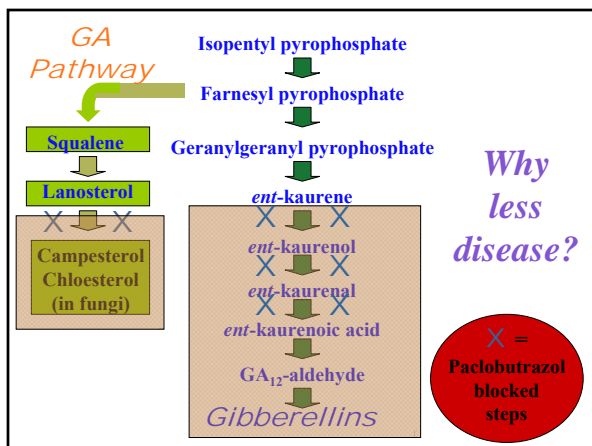 GA
Pathway
Isopentyl pyrophosphate
Farnesyl pyrophosphate
Squalene
Geranylgeranyl pyrophosphate
Lanosterol
ent-kaurene
X X
X X
Campesterol
Chloesterol
(in fungi)
ent-kaurenol
X X
ent-kaurenal
X X
ent-kaurenoic acid
GA12-aldehyde
Gibberellins
Why
less
disease?
X =
Paclobutrazol
blocked
steps